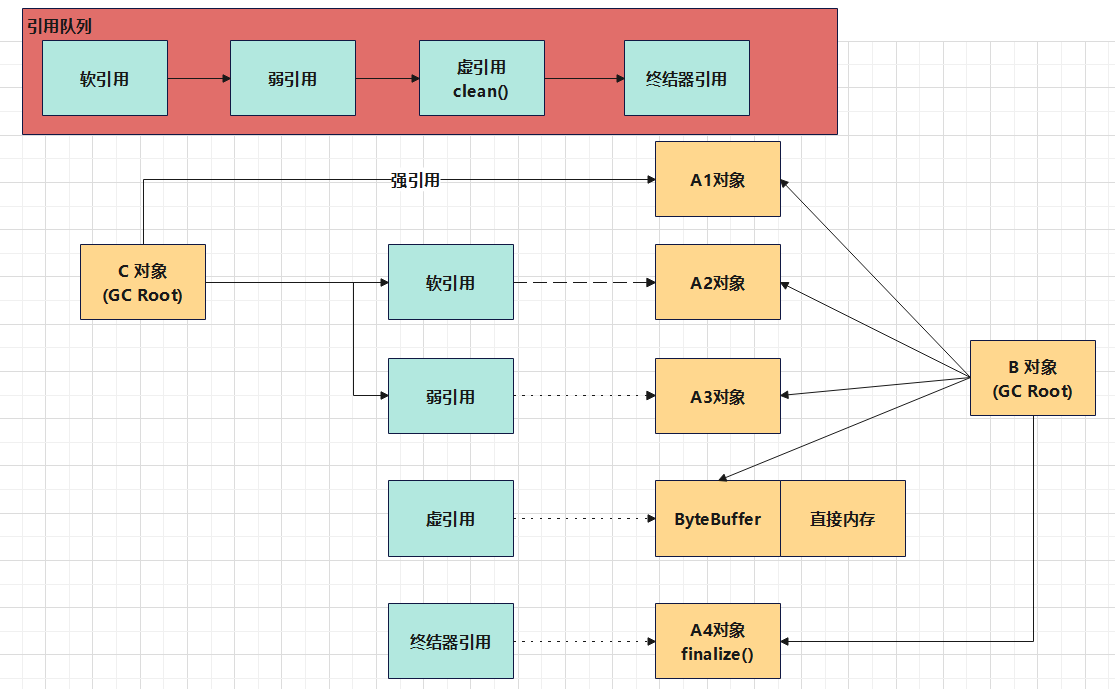 引用队列
软引用
弱引用
虚引用
clean()
终结器引用
强引用
A1对象
C 对象
(GC Root)
软引用
A2对象
弱引用
A3对象
B 对象
(GC Root)
虚引用
ByteBuffer
直接内存
终结器引用
A4对象
finalize()